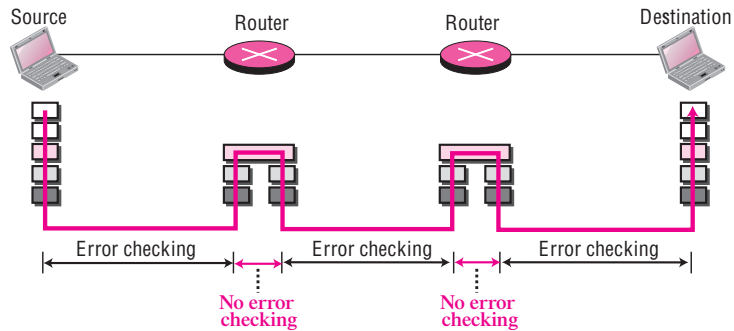 Source
Router
Router
Destination
Error checking
Error checking
Error checking
No error
checking
No error
checking